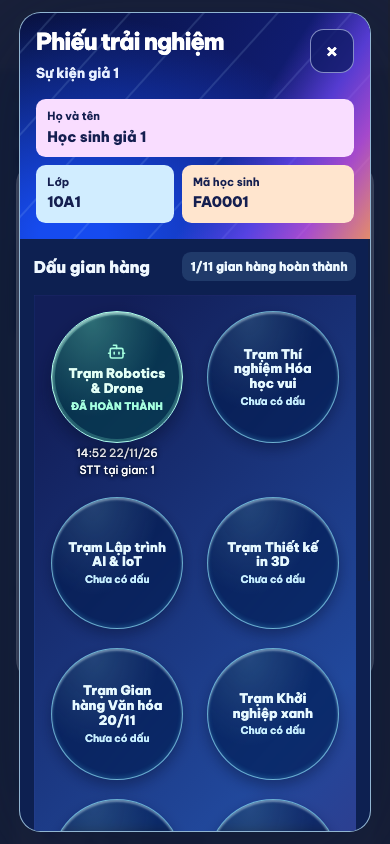 Phiếu trải nghiệm
Sự kiện giả 1
×
Họ và tên
Học sinh giả 1
Lớp
10A1
Mã học sinh
FA0001
Dấu gian hàng
1/11 gian hàng hoàn thành
Trạm Robotics
& Drone
ĐÃ HOÀN THÀNH
14:52 22/11/26
STT tại gian: 1
Trạm Thí
nghiệm Hóa
học vui
Chưa có dấu
Trạm Lập trình
AI & IoT
Chưa có dấu
Trạm Thiết kế
in 3D
Chưa có dấu
Trạm Gian
hàng Văn hóa
20/11
Chưa có dấu
Trạm Khởi
nghiệp xanh
Chưa có dấu